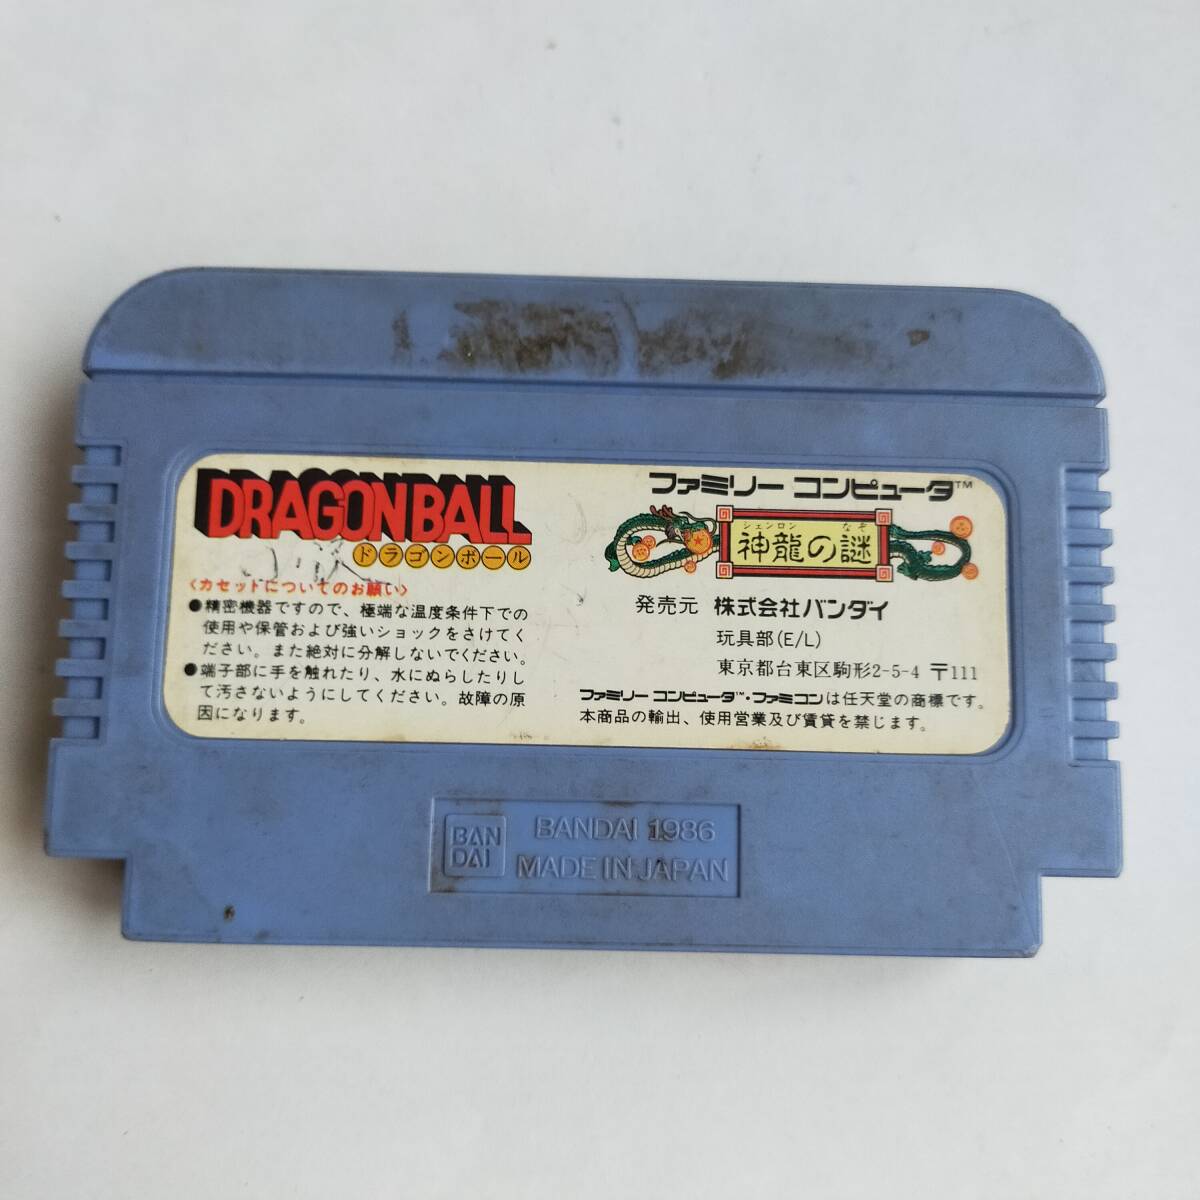 DRAGON BALL
ドラゴンボール
〈カセットについてのお願い〉
●精密機器ですので、極端な温度条件下での
使用や保管および強いショックをさけてく
ださい。また絶対に分解しないでください。
●端子部に手を触れたり、水にぬらしたりし
て汚さないようにしてください。故障の原
因になります。
ファミリー コンピュータ™
シェンロン なぞ
神龍の謎
発売元 株式会社バンダイ
玩具部(E/L)
東京都台東区駒形2-5-4 〒111
ファミリー コンピュータ™・ファミコンは任天堂の商標です。
本商品の輸出、使用営業及び賃貸を禁じます。
BAN
DAI
BANDAI 1986
MADE IN JAPAN